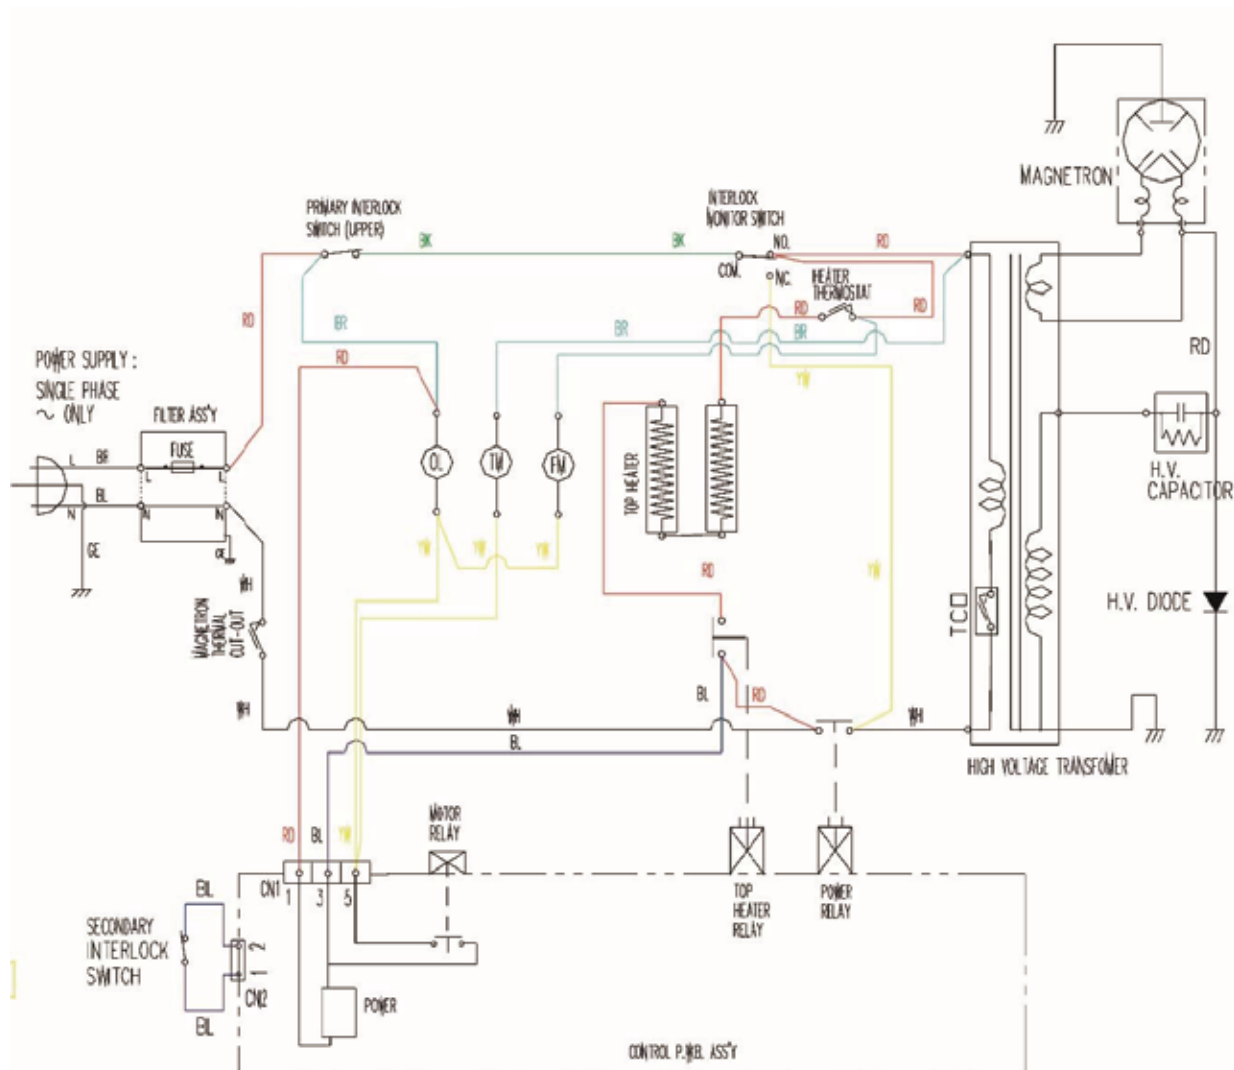 MAGNETRON
PRIMARY INTERLOCK
SWITCH (UPPER)
INTERLOCK
MONITOR SWITCH
BK
BK
NO.
RD
COM.
NC.
HEATER
THERMOSTAT
RD
RD
RD
BR
BR
BR
RD
RD
YW
POWER SUPPLY :
SINGLE PHASE
~ ONLY
FILTER ASS'Y
FUSE
L
BR
L
L
BL
N
N
N
GE
GE
OL
TM
FM
TOP HEATER
H.V.
CAPACITOR
YW
YW
YW
RD
YW
WH
MAGNETRON
THERMAL
CUT-OUT
TCO
H.V. DIODE
WH
WH
BL
BL
RD
WH
HIGH VOLTAGE TRANSFOMER
MOTOR
RELAY
RD
BL
YW
CN1
1
3
5
TOP
HEATER
RELAY
POWER
RELAY
BL
SECONDARY
INTERLOCK
SWITCH
2
1
CN2
BL
POWER